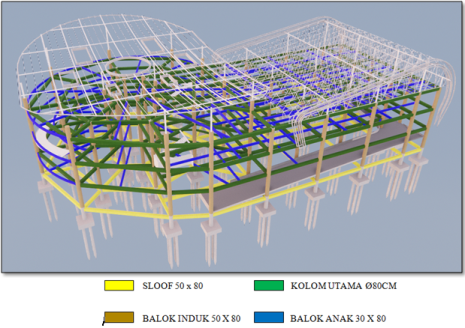 SLOOF 50 x 80
KOLOM UTAMA Ø80CM
BALOK INDUK 50 X 80
BALOK ANAK 30 X 80